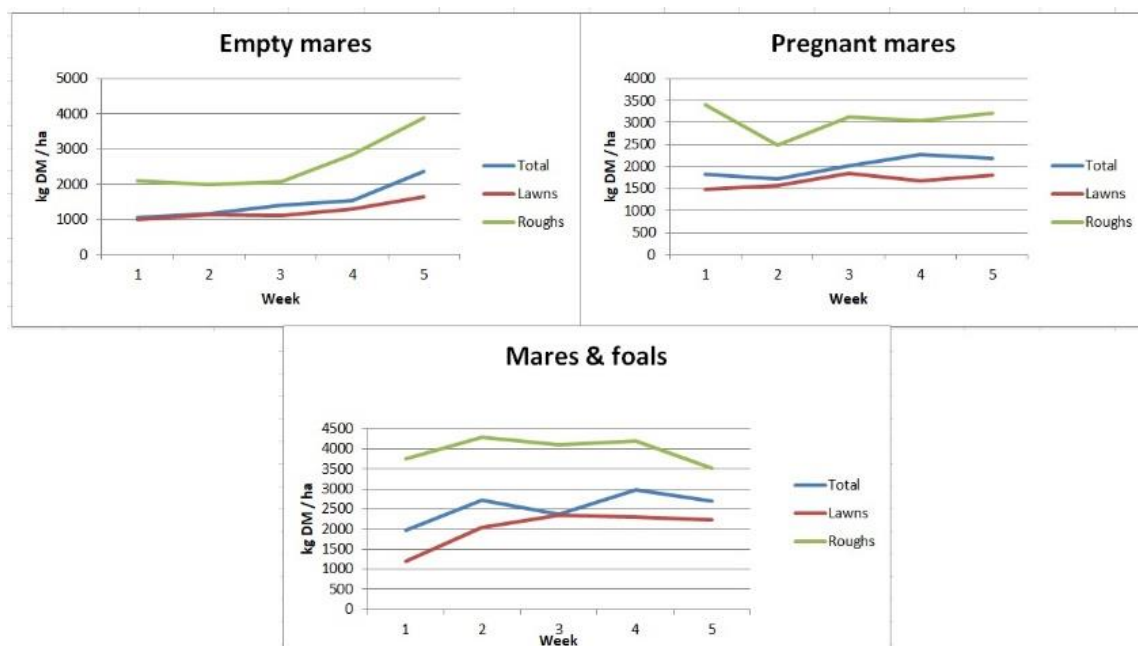 Empty mares
kg DM / ha
5000
4000
3000
2000
1000
0
1
2
3
4
5
Week
Total
Lawns
Roughs
Pregnant mares
kg DM / ha
4000
3500
3000
2500
2000
1500
1000
500
0
1
2
3
4
5
Week
Total
Lawns
Roughs
Mares & foals
kg DM / ha
4500
4000
3500
3000
2500
2000
1500
1000
500
0
1
2
3
4
5
Week
Total
Lawns
Roughs